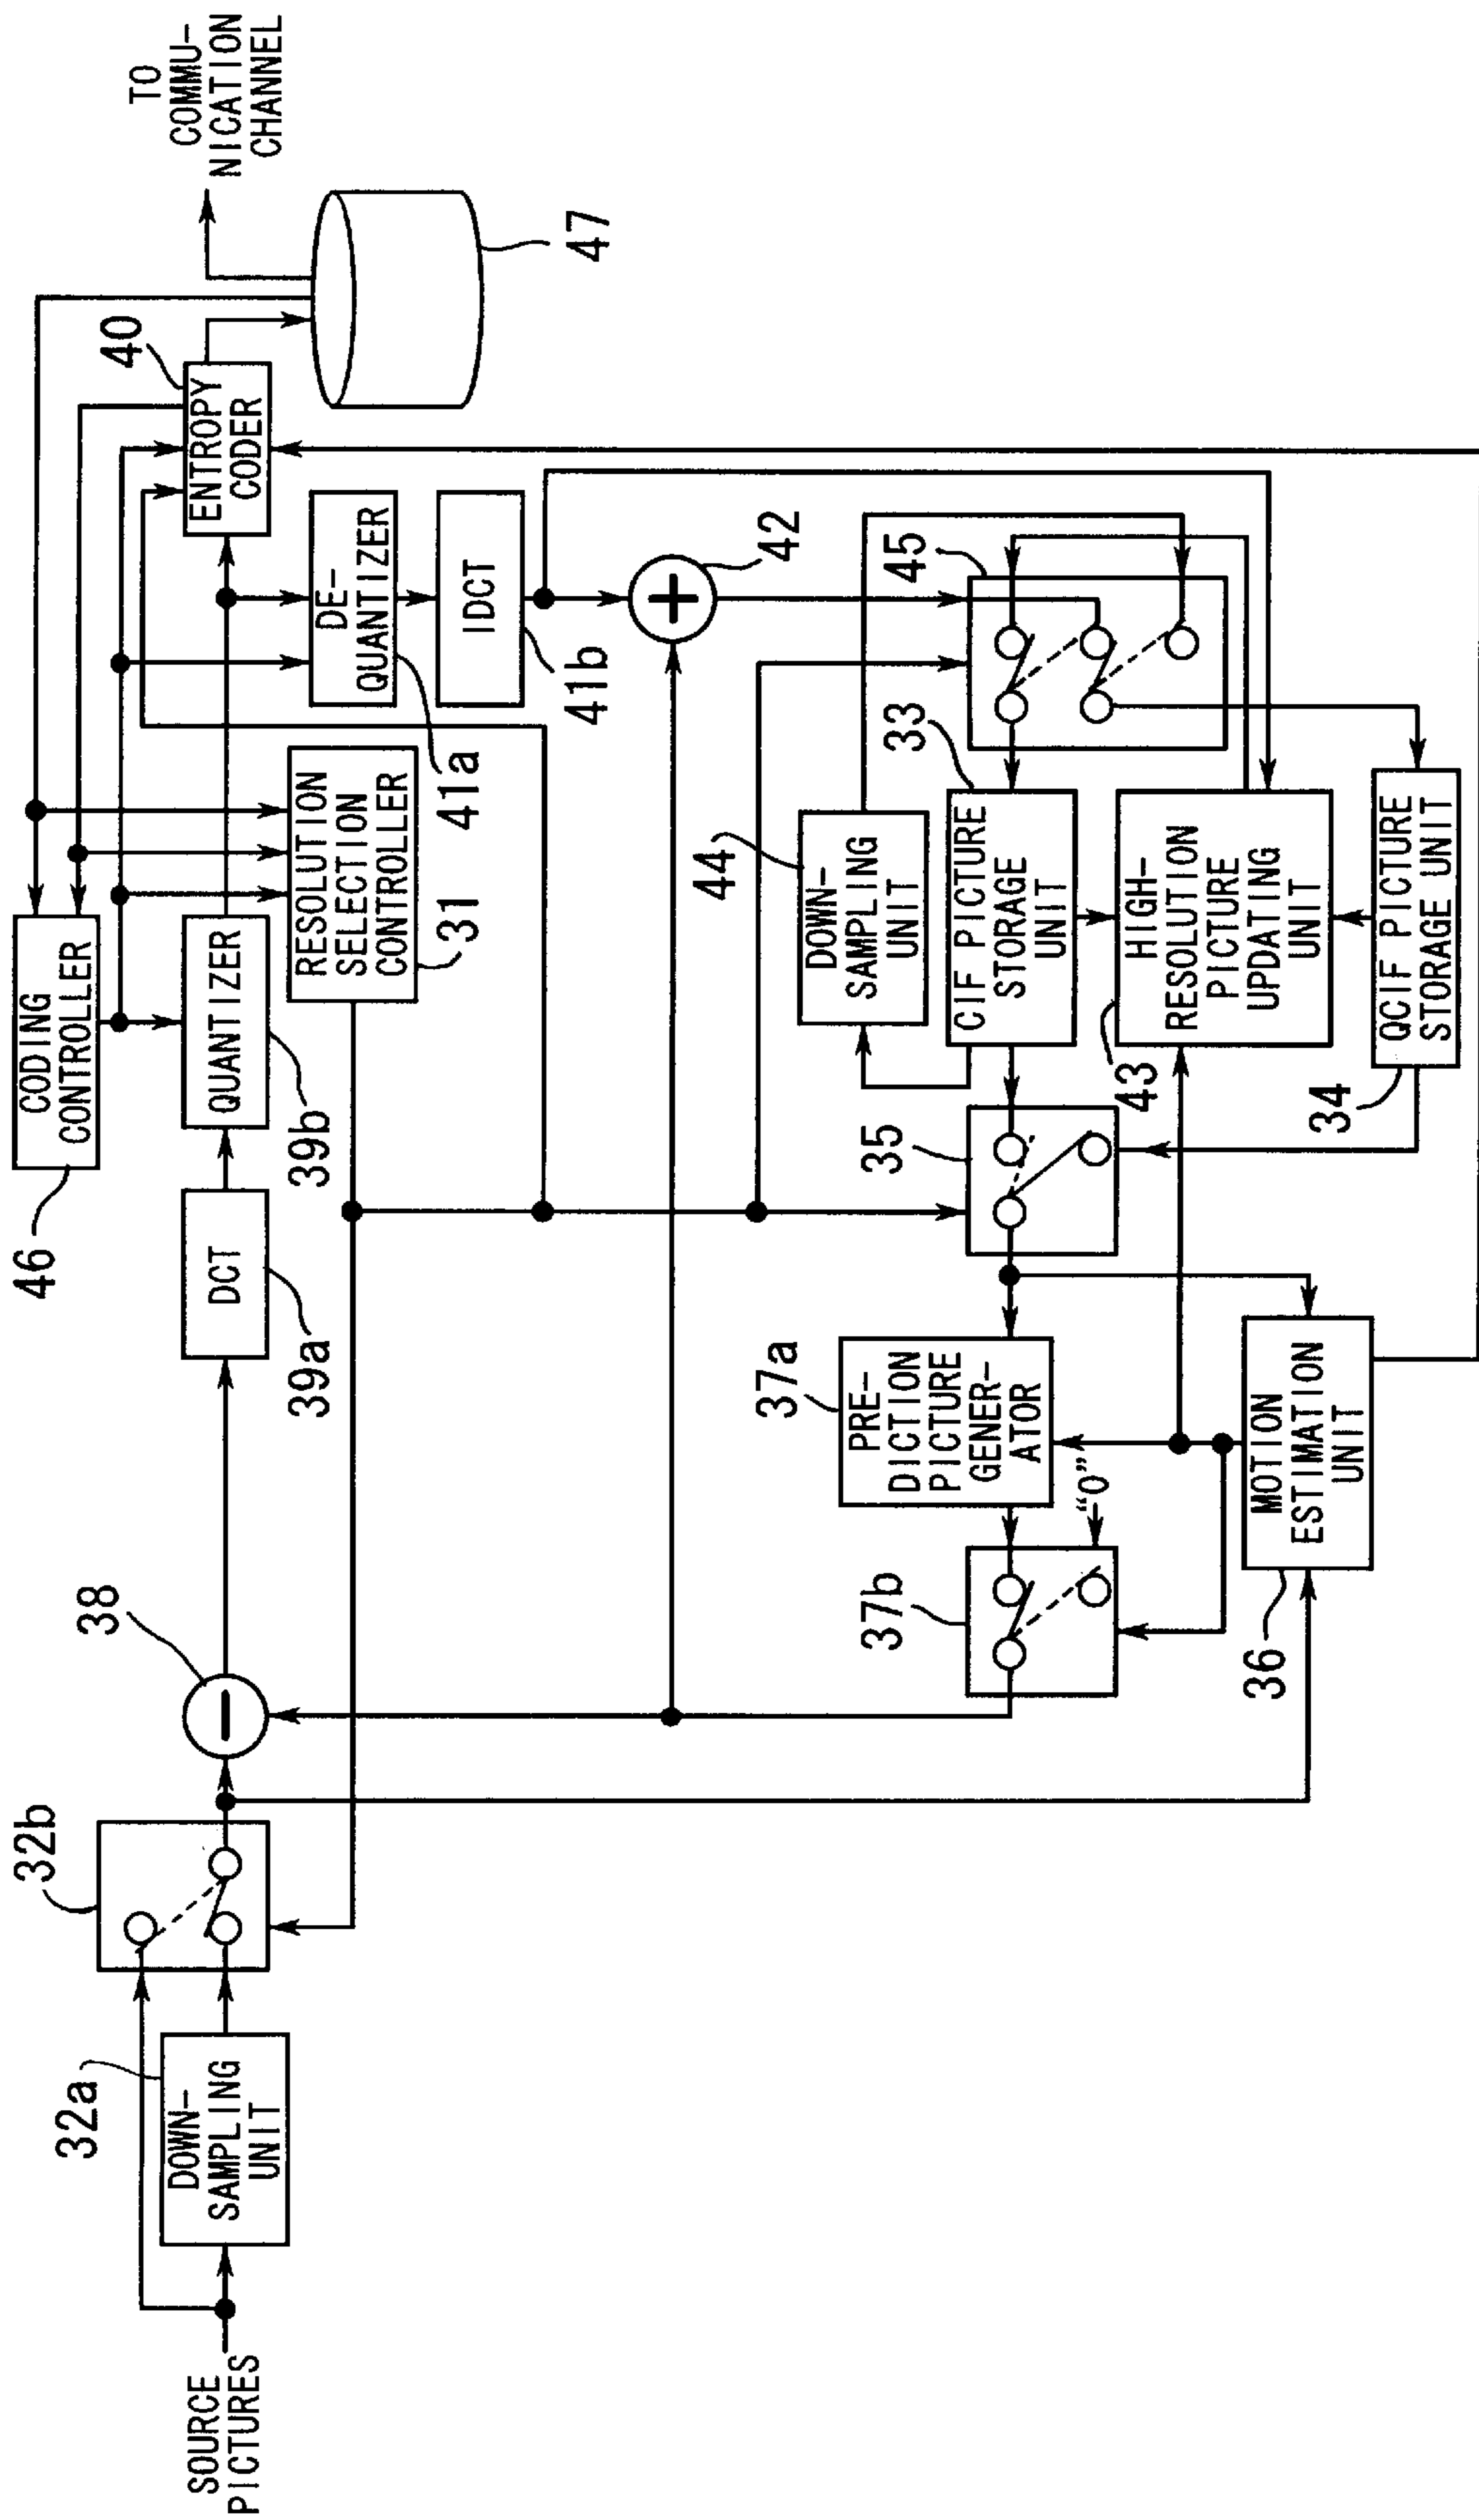 SOURCE
PICTURES
32a
DOWN-
SAMPLING
UNIT
32b
38
39a
DCT
39b
QUANTIZER
46
CODING
CONTROLLER
RESOLUTION
SELECTION
CONTROLLER
31
40
ENTROPY
CODER
TO
COMMU-
NICATION
CHANNEL
47
DE-
QUANTIZER
41a
IDCT
41b
42
37b
"0"
37a
PRE-
DICTION
PICTURE
GENER-
ATOR
35
44
DOWN-
SAMPLING
UNIT
33
CIF PICTURE
STORAGE
UNIT
45
36
MOTION
ESTIMATION
UNIT
43
HIGH-
RESOLUTION
PICTURE
UPDATING
UNIT
34
QCIF PICTURE
STORAGE UNIT